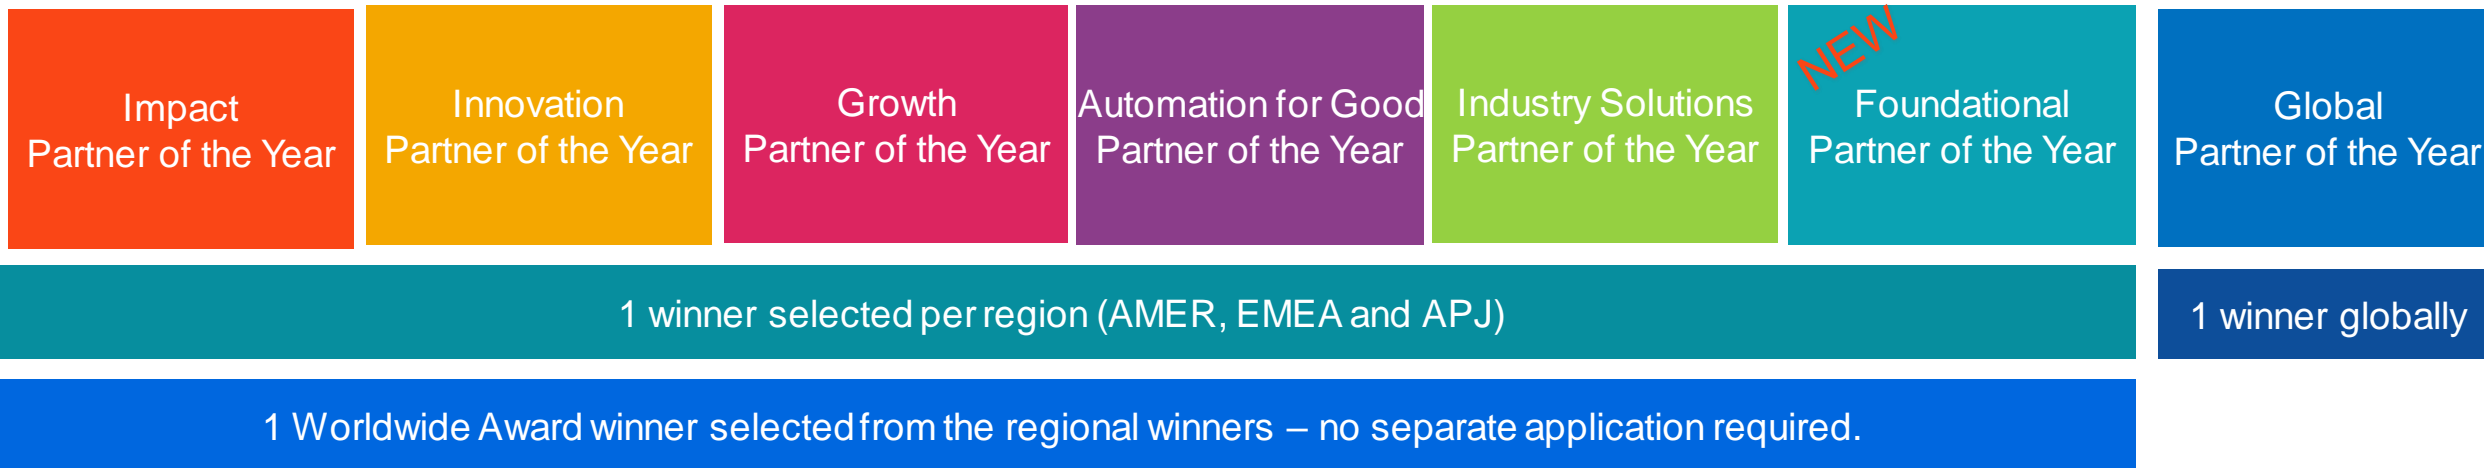 Impact
Partner of the Year
Innovation
Partner of the Year
Growth
Partner of the Year
Automation for Good
Partner of the Year
Industry Solutions
Partner of the Year
NEW
Foundational
Partner of the Year
Global
Partner of the Year
1 winner selected per region (AMER, EMEA and APJ)
1 winner globally
1 Worldwide Award winner selected from the regional winners – no separate application required.